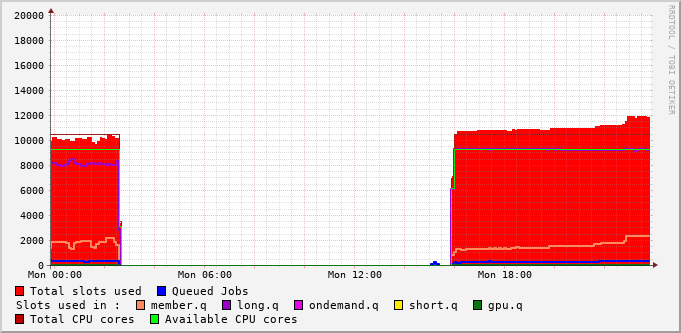 RRDTOOL / TOBI OETIKER
20000
18000
16000
14000
12000
10000
8000
6000
4000
2000
0
Mon 00:00 Mon 06:00 Mon 12:00 Mon 18:00
Total slots used Queued Jobs
Slots used in : member.q long.q ondemand.q short.q gpu.q
Total CPU cores Available CPU cores